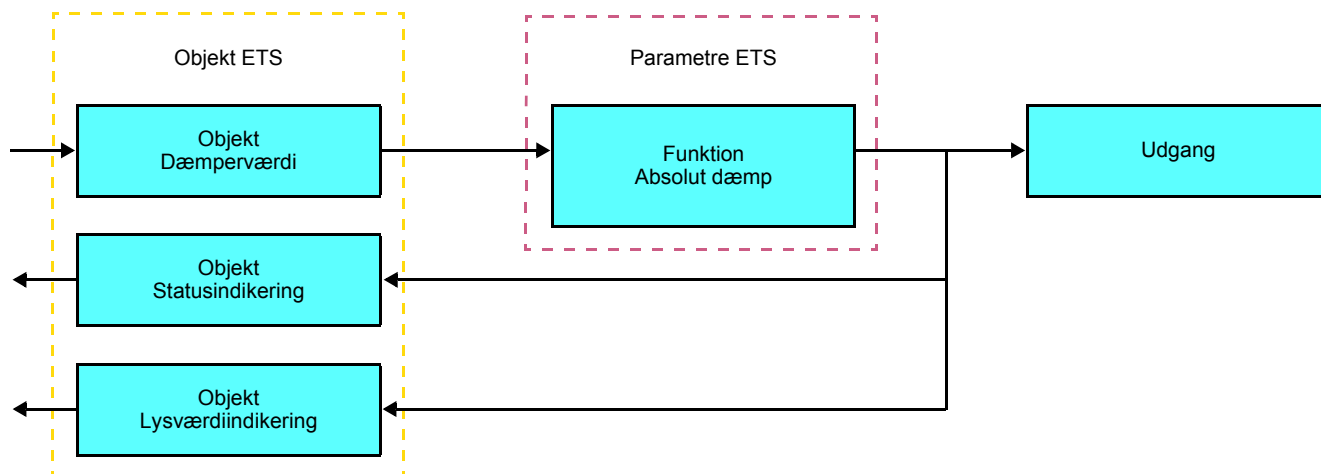 Objekt ETS
Parametre ETS
Objekt
Dæmperværdi
Funktion
Absolut dæmp
Udgang
Objekt
Statusindikering
Objekt
Lysværdiindikering